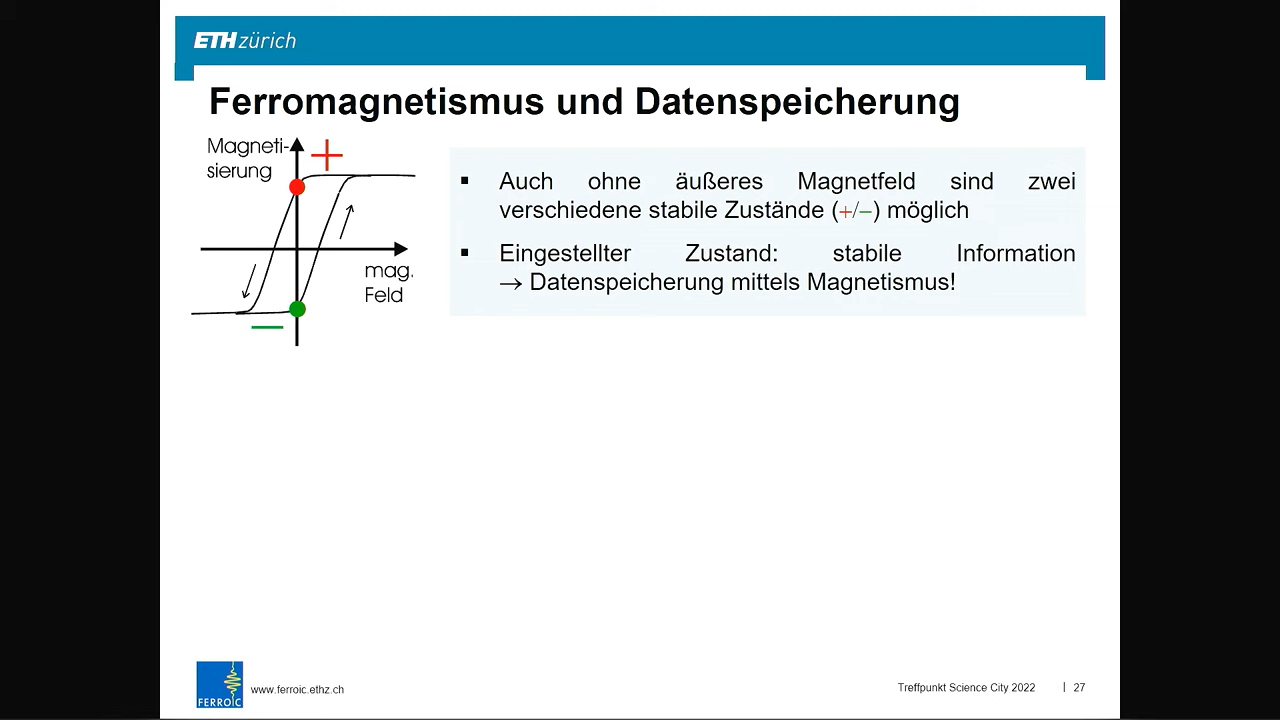 ETH zürich
Ferromagnetismus und Datenspeicherung
Magneti-
sierung
+
mag.
Feld
−
▪ Auch ohne äußeres Magnetfeld sind zwei
verschiedene stabile Zustände (+/−) möglich
▪ Eingestellter Zustand: stabile Information
→ Datenspeicherung mittels Magnetismus!
FERROIC
www.ferroic.ethz.ch
Treffpunkt Science City 2022 | 27